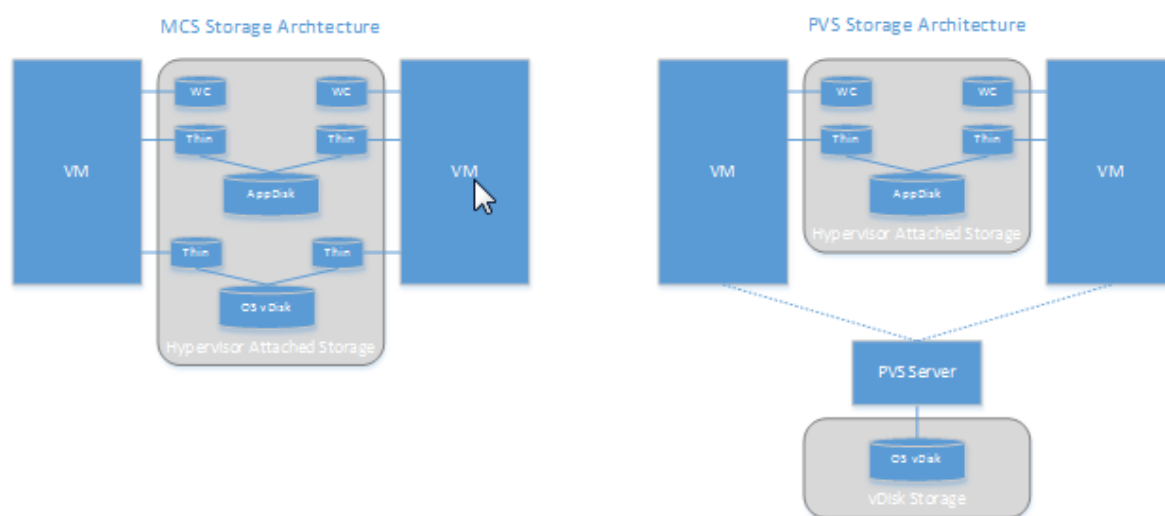 MCS Storage Archtecture
VM
WC
WC
Thin
Thin
AppDisk
Thin
Thin
OS vDisk
Hypervisor Attached Storage
VM
PVS Storage Architecture
VM
WC
WC
Thin
Thin
AppDisk
Hypervisor Attached Storage
VM
PVS Server
OS vDisk
vDisk Storage